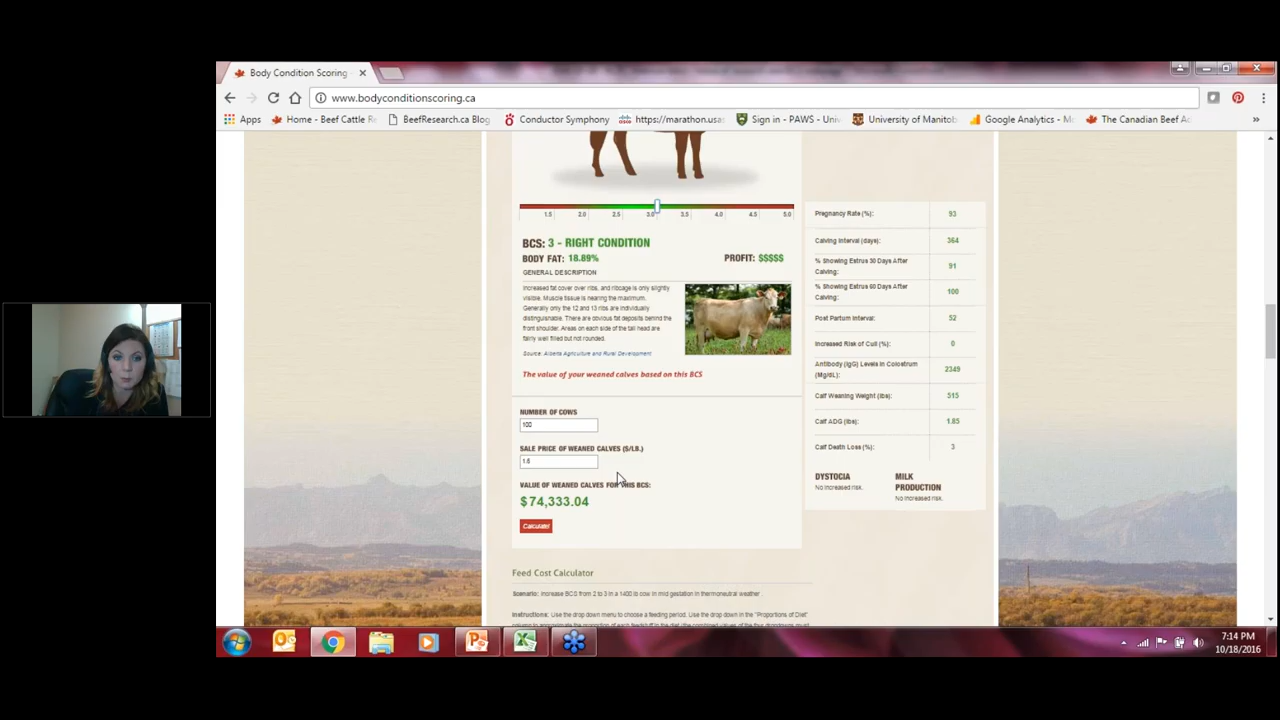 Body Condition Scoring
www.bodyconditionscoring.ca
Apps
Home - Beef Cattle Re
BeefResearch.ca Blog
Conductor Symphony
https://marathon.usa
Sign in - PAWS - Univ
University of Manitob
Google Analytics - Mo
The Canadian Beef Ad
»
1.5 2.0 2.5 3.0 3.5 4.0 4.5 5.0
BCS: 3 - RIGHT CONDITION
BODY FAT: 18.89% PROFIT: $$$$$
GENERAL DESCRIPTION
Increased fat cover over ribs, and ribcage is only slightly
visible. Muscle tissue is nearing the maximum.
Generally only the 12 and 13 ribs are individually
distinguishable. There are obvious fat deposits behind the
front shoulder. Areas on each side of the tail head are
fairly well filled but not rounded.
Source: Alberta Agriculture and Rural Development
The value of your weaned calves based on this BCS
NUMBER OF COWS
100
SALE PRICE OF WEANED CALVES ($/LB.)
1.6
VALUE OF WEANED CALVES FOR THIS BCS:
$74,333.04
Calculate!
Pregnancy Rate (%): 93
Calving Interval (days): 364
% Showing Estrus 30 Days After
Calving: 91
% Showing Estrus 60 Days After
Calving: 100
Post Partum Interval: 52
Increased Risk of Cull (%): 0
Antibody (IgG) Levels in Colostrum
(Mg/dL): 2349
Calf Weaning Weight (lbs): 515
Calf ADG (lbs): 1.85
Calf Death Loss (%): 3
DYSTOCIA
No increased risk.
MILK
PRODUCTION
No increased risk.
Feed Cost Calculator
Scenario: Increase BCS from 2 to 3 in a 1400 lb cow in mid gestation in thermoneutral weather .
Instructions: Use the drop down menu to choose a feeding period. Use the drop down in the "Proportions of Diet"
7:14 PM
10/18/2016